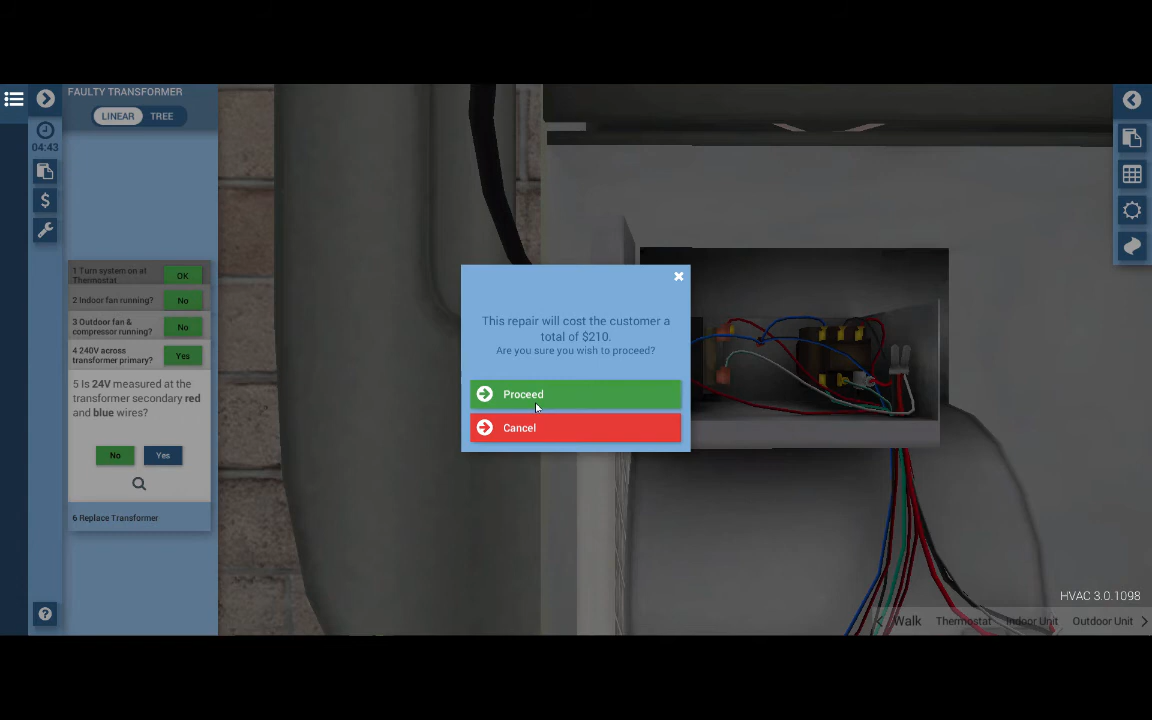 FAULTY TRANSFORMER
LINEAR
TREE
04:43
$
1 Turn system on at
Thermostat
OK
2 Indoor fan running?
No
3 Outdoor fan &
compressor running?
No
4 240V across
transformer primary?
Yes
5 Is 24V measured at the
transformer secondary red
and blue wires?
No
Yes
6 Replace Transformer
?
This repair will cost the customer a
total of $210.
Are you sure you wish to proceed?
Proceed
Cancel
HVAC 3.0.1098
Walk
Thermostat
Indoor Unit
Outdoor Unit